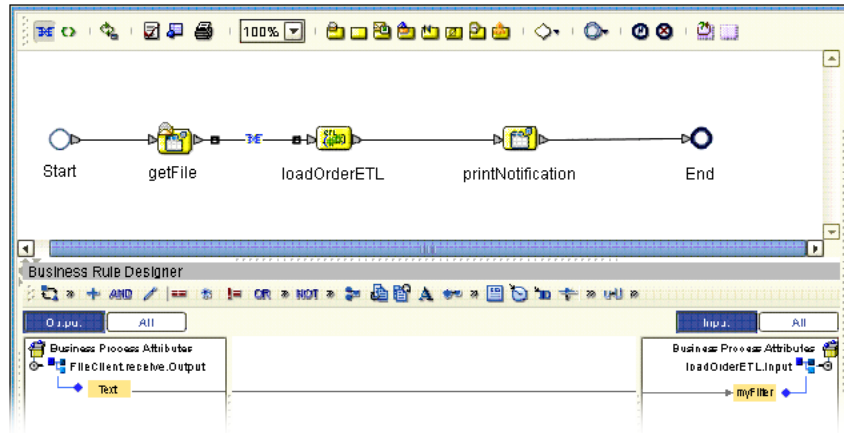 100%
Start
getFile
loadOrderETL
printNotification
End
Business Rule Designer
AND
==
!=
OR
NOT
Output
All
Input
All
Business Process Attributes
FileClient.receive.Output
Text
Business Process Attributes
loadOrderETL.Input
myFilter